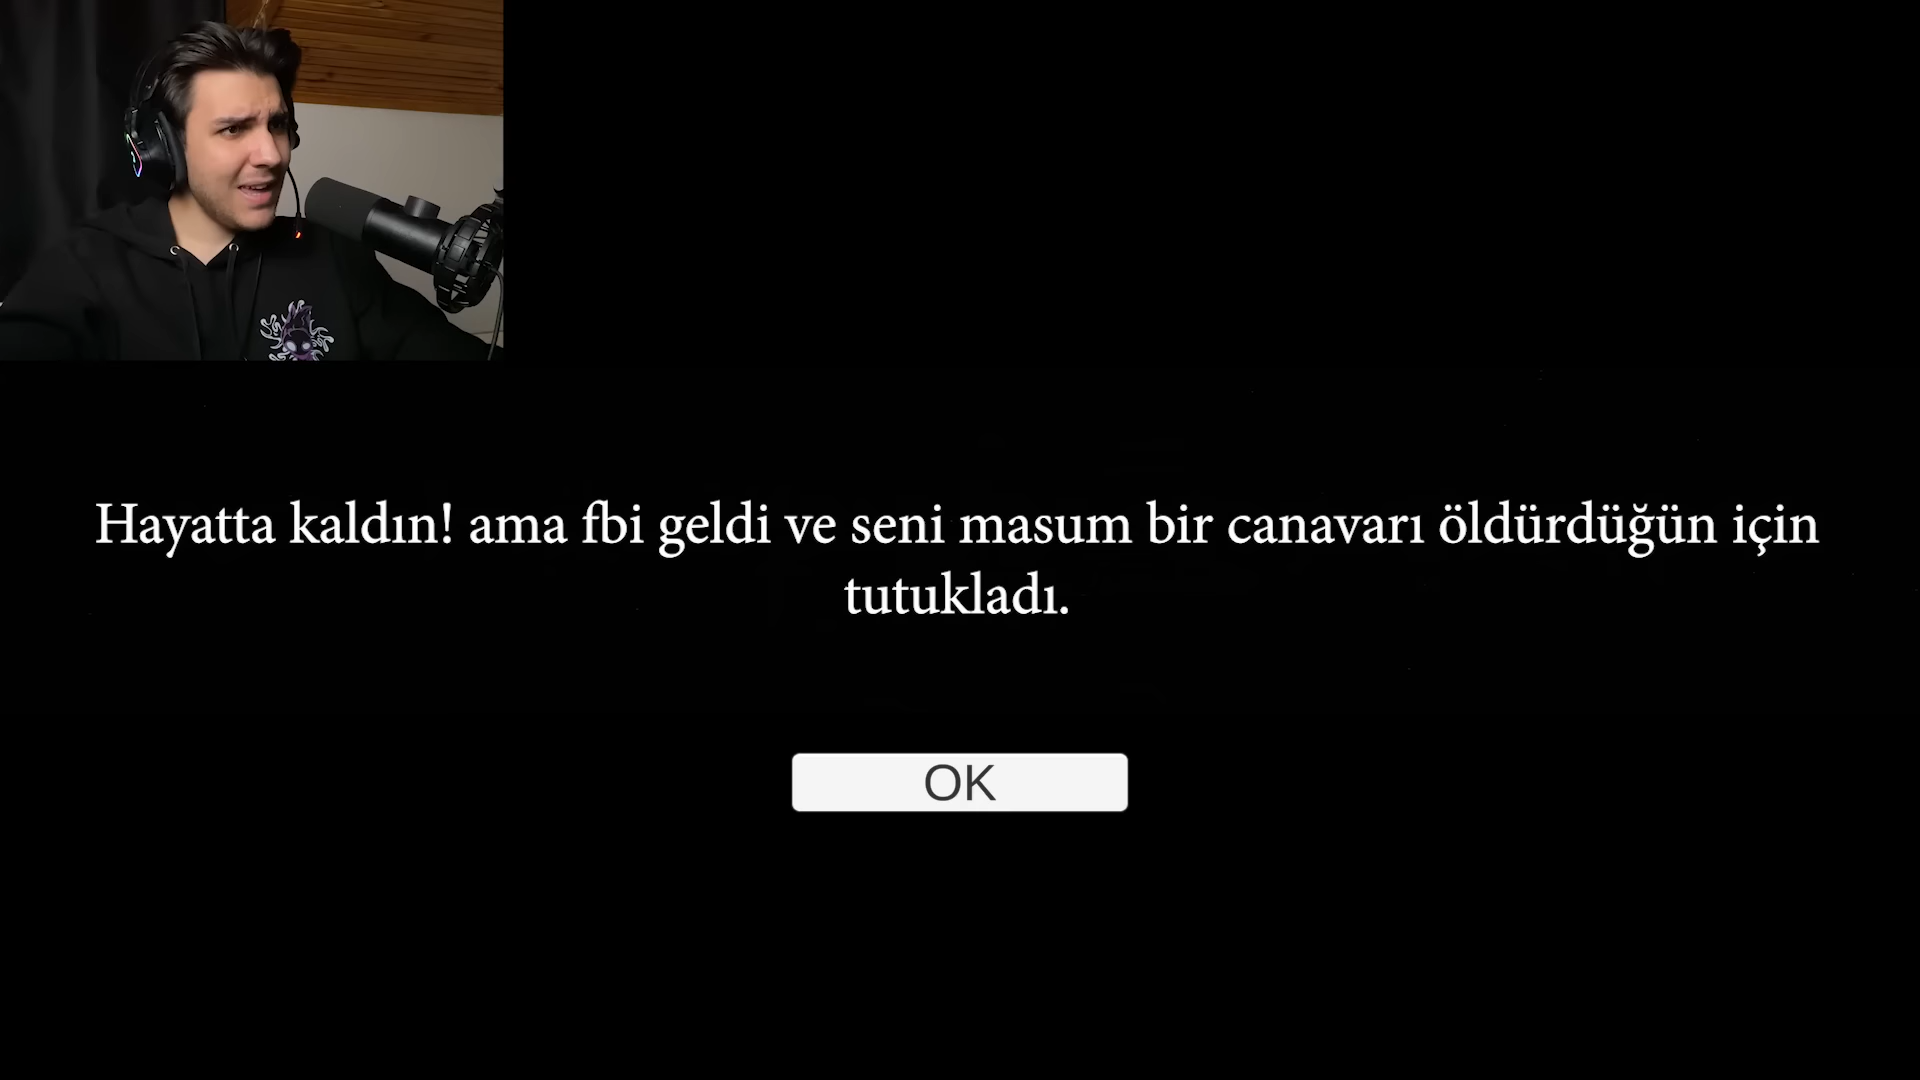 Hayatta kaldın! ama fbi geldi ve seni masum bir canavarı öldürdüğün için
tutukladı.
OK